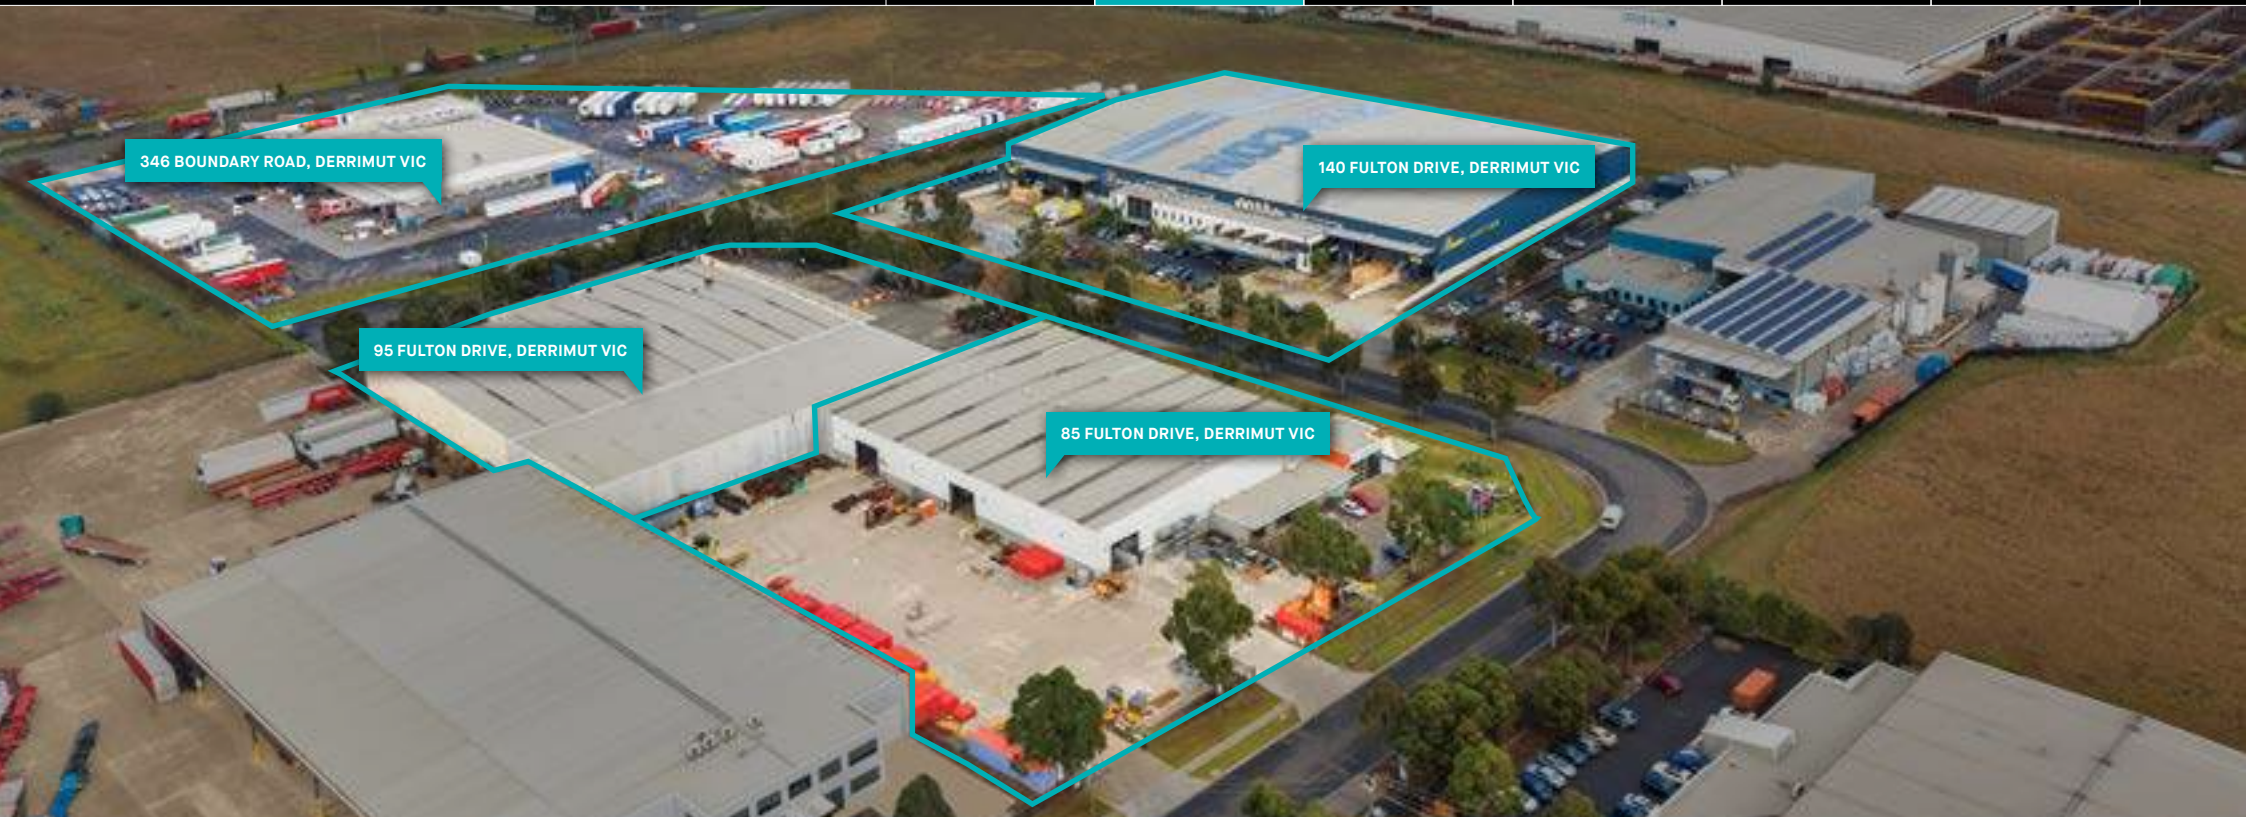 346 BOUNDARY ROAD, DERRIMUT VIC
140 FULTON DRIVE, DERRIMUT VIC
95 FULTON DRIVE, DERRIMUT VIC
85 FULTON DRIVE, DERRIMUT VIC